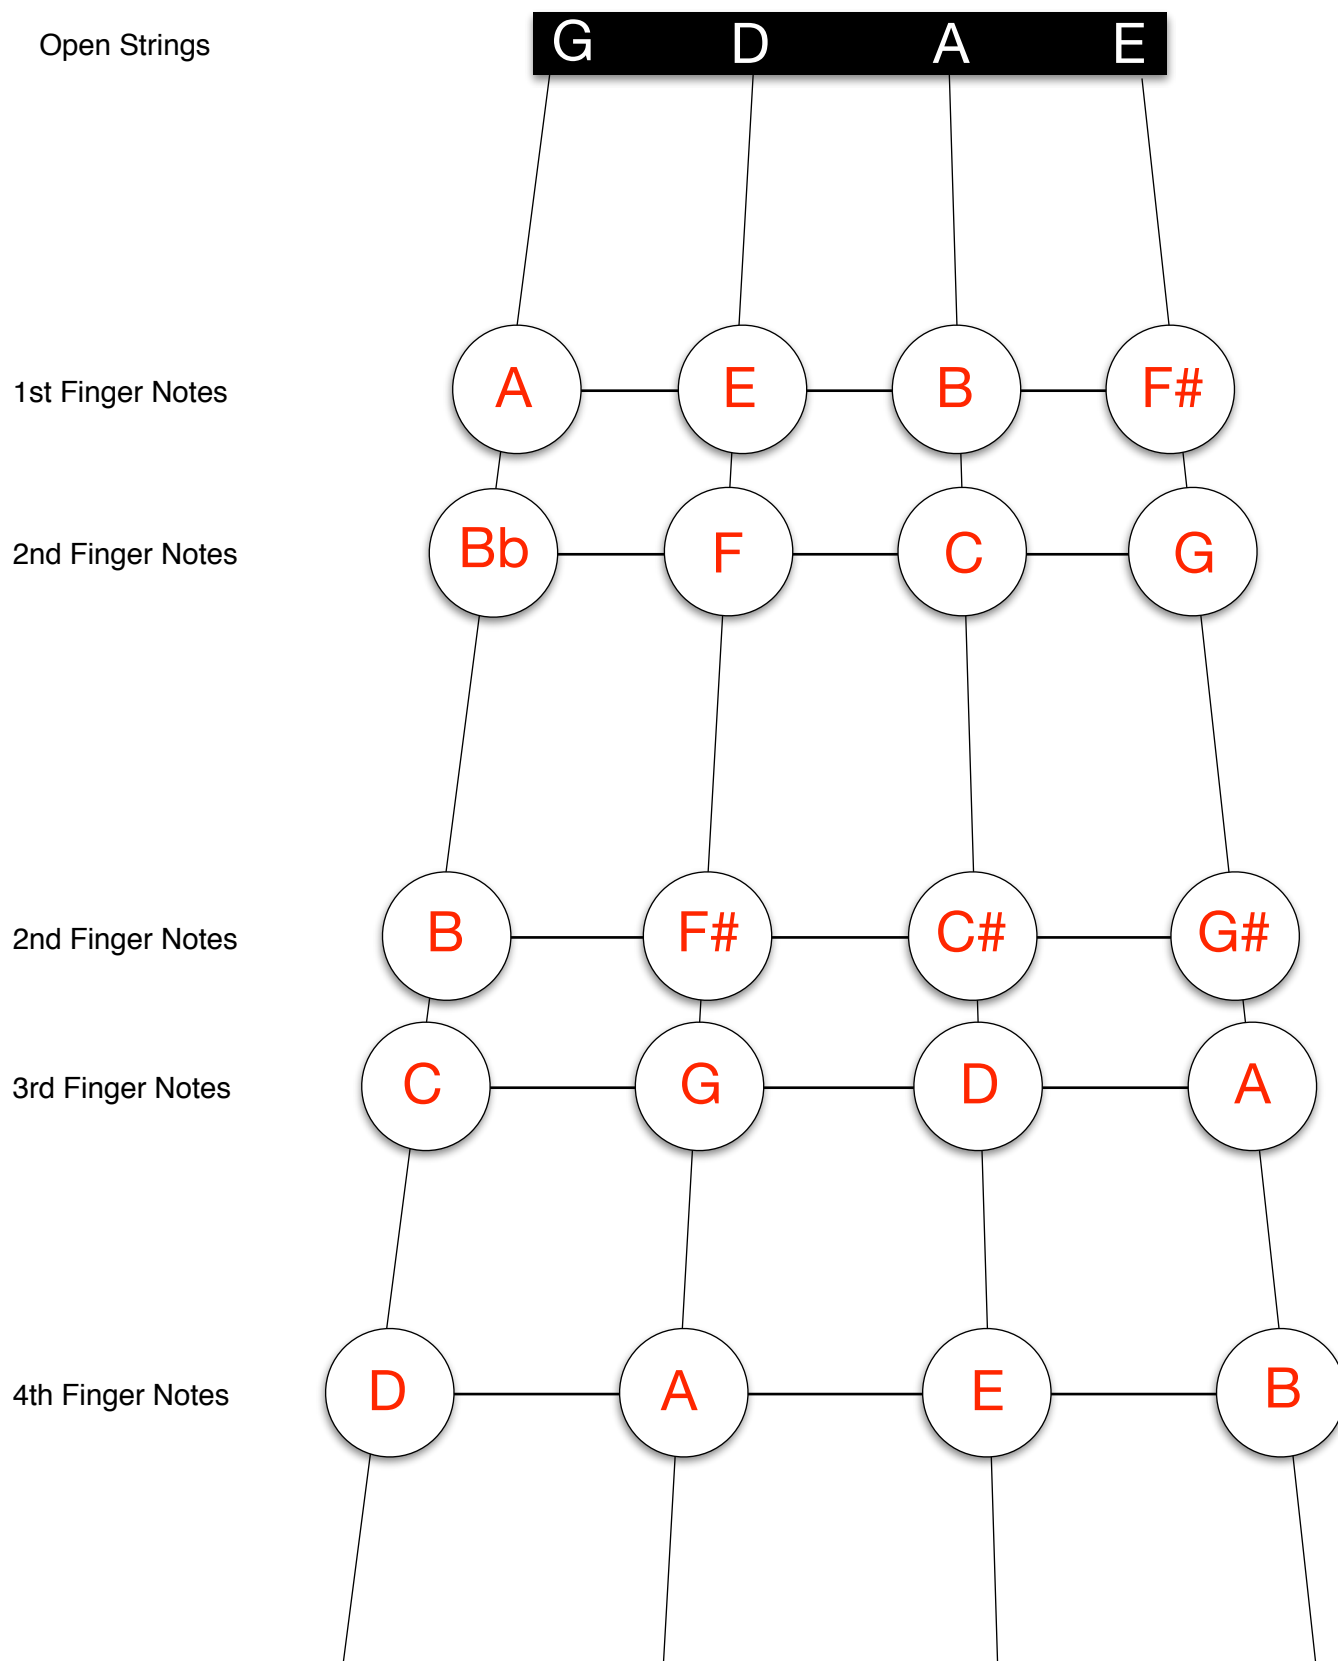 Open Strings G D A E
1st Finger Notes A E B F#
2nd Finger Notes Bb F C G
2nd Finger Notes B F# C# G#
3rd Finger Notes C G D A
4th Finger Notes D A E B